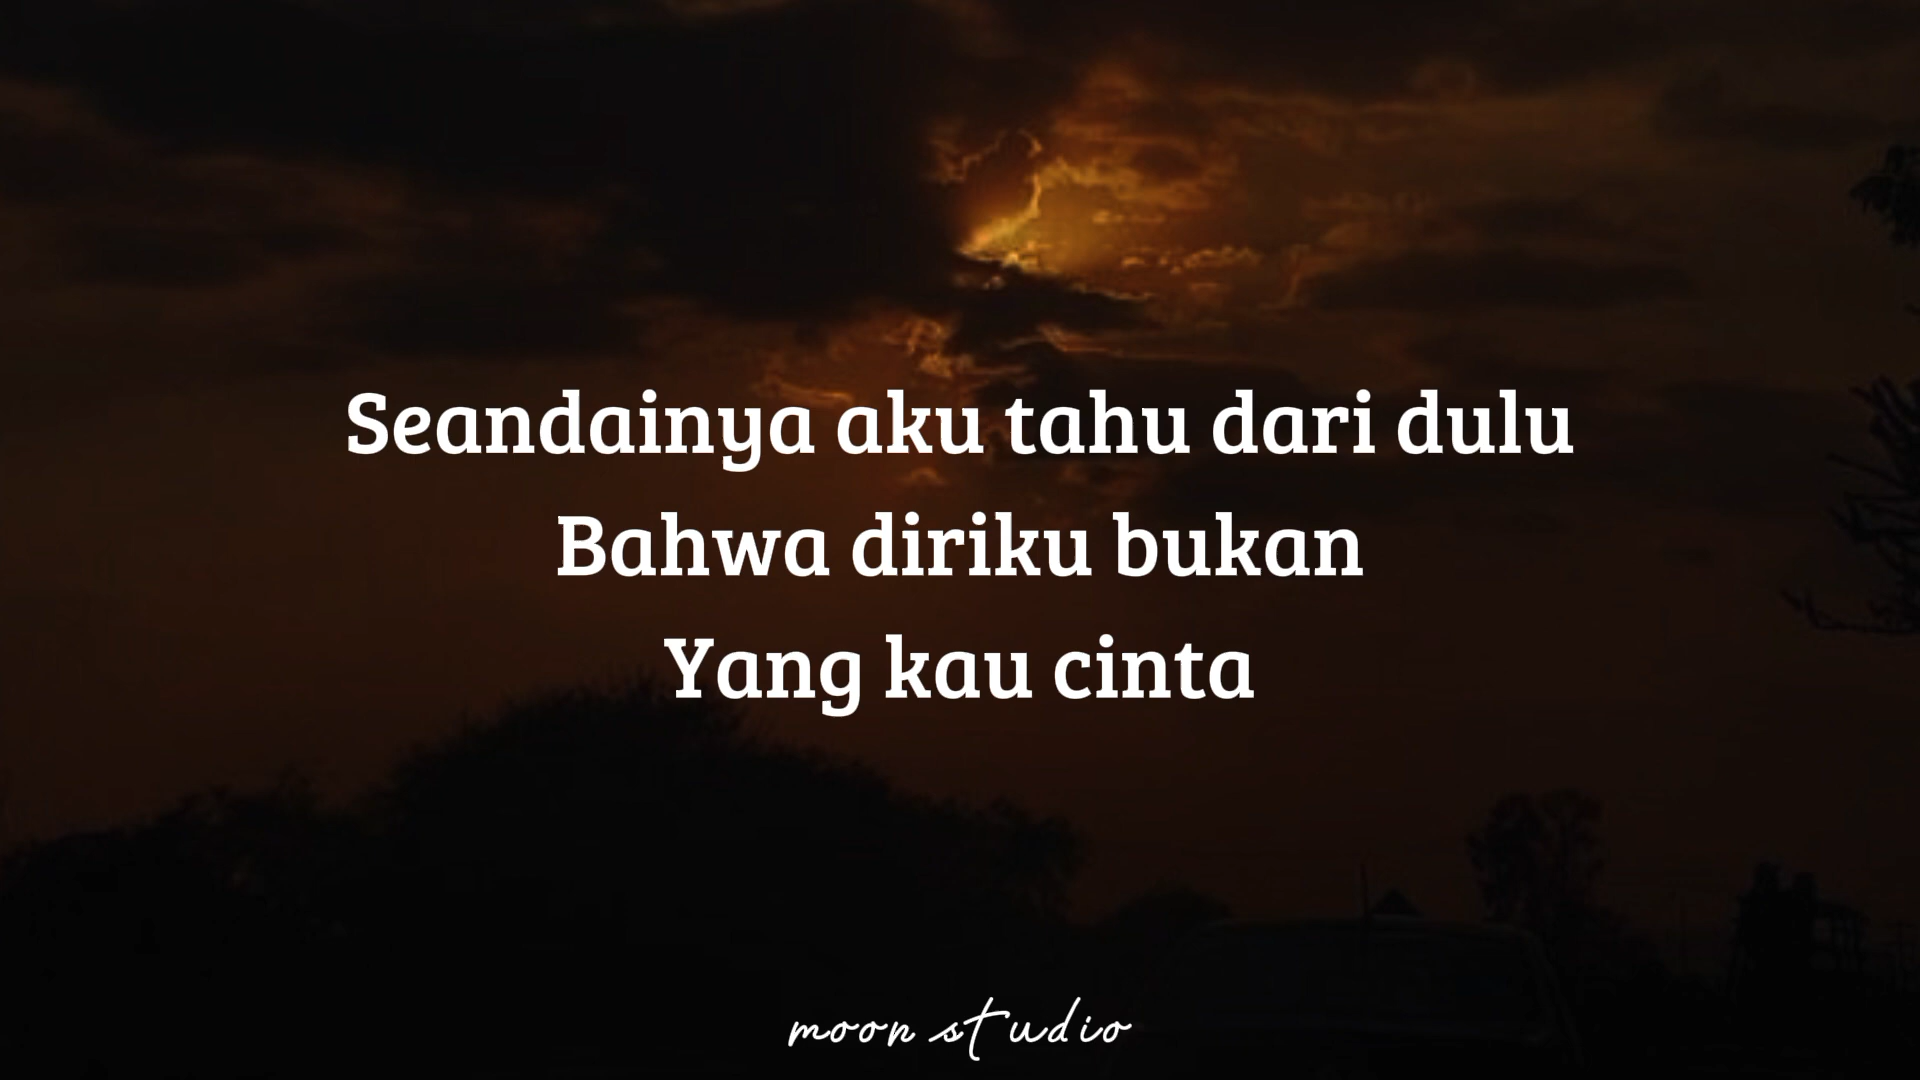 Seandainya aku tahu dari dulu
Bahwa diriku bukan
Yang kau cinta
moon studio